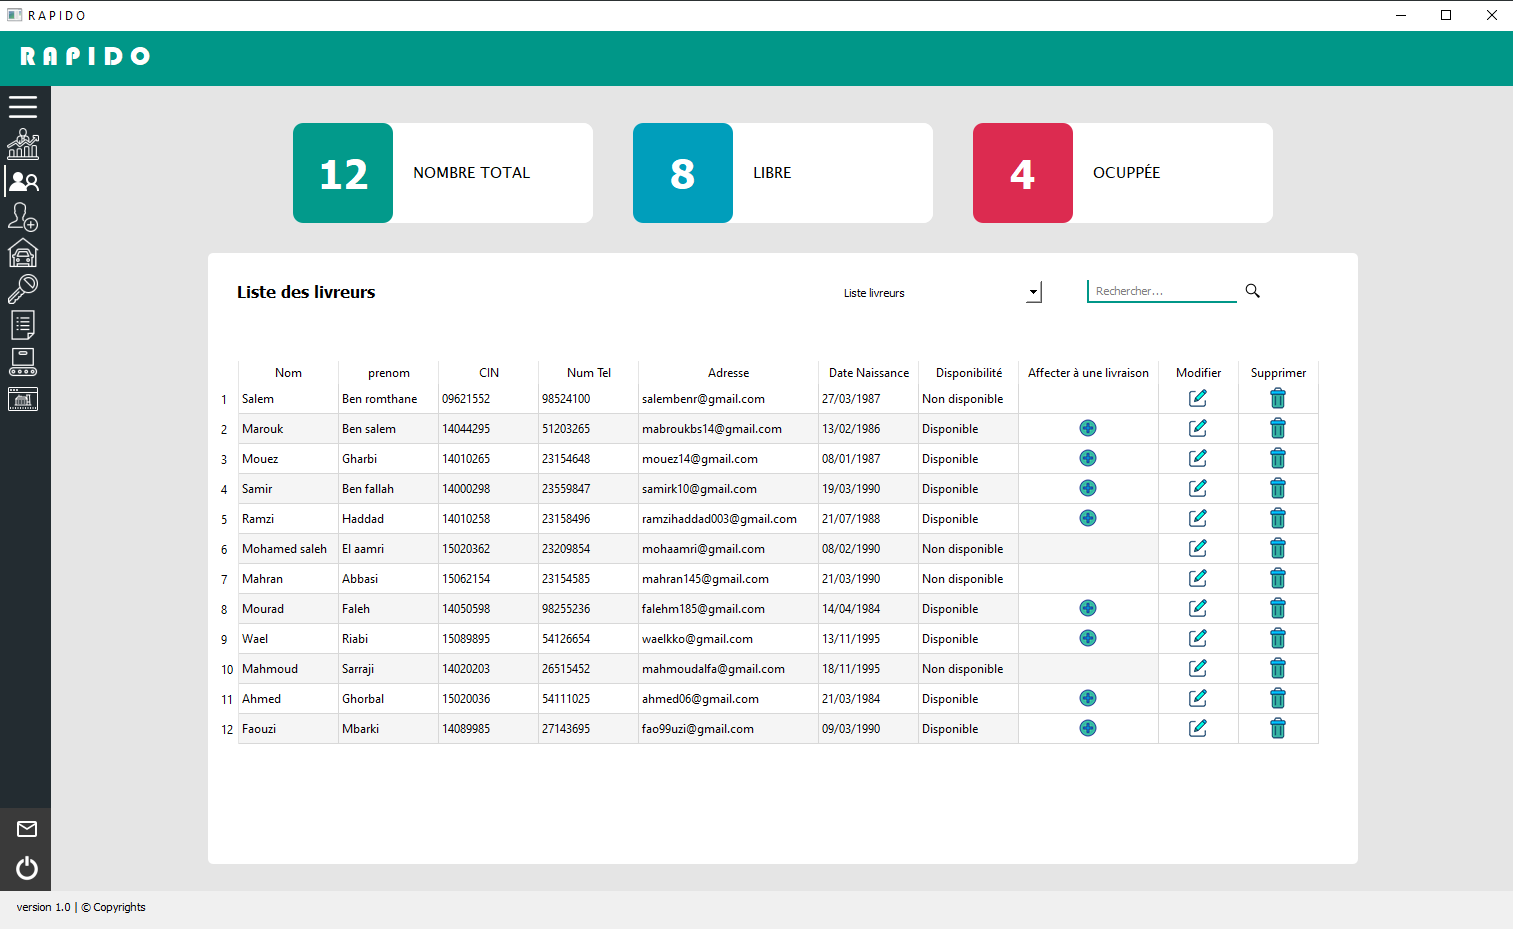 RAPIDO
RAPIDO
12 NOMBRE TOTAL
8 LIBRE
4 OCUPPÉE
Liste des livreurs
Liste livreurs
Rechercher...
Nom prenom CIN Num Tel Adresse Date Naissance Disponibilité Affecter à une livraison Modifier Supprimer
1 Salem Ben romthane 09621552 98524100 salembenr@gmail.com 27/03/1987 Non disponible
2 Marouk Ben salem 14044295 51203265 mabroukbs14@gmail.com 13/02/1986 Disponible
3 Mouez Gharbi 14010265 23154648 mouez14@gmail.com 08/01/1987 Disponible
4 Samir Ben fallah 14000298 23559847 samirk10@gmail.com 19/03/1990 Disponible
5 Ramzi Haddad 14010258 23158496 ramzihaddad003@gmail.com 21/07/1988 Disponible
6 Mohamed saleh El aamri 15020362 23209854 mohaamri@gmail.com 08/02/1990 Non disponible
7 Mahran Abbasi 15062154 23154585 mahran145@gmail.com 21/03/1990 Non disponible
8 Mourad Faleh 14050598 98255236 falehm185@gmail.com 14/04/1984 Disponible
9 Wael Riabi 15089895 54126654 waelkko@gmail.com 13/11/1995 Disponible
10 Mahmoud Sarraji 14020203 26515452 mahmoudalfa@gmail.com 18/11/1995 Non disponible
11 Ahmed Ghorbal 15020036 54111025 ahmed06@gmail.com 21/03/1984 Disponible
12 Faouzi Mbarki 14089985 27143695 fao99uzi@gmail.com 09/03/1990 Disponible
version 1.0 | © Copyrights